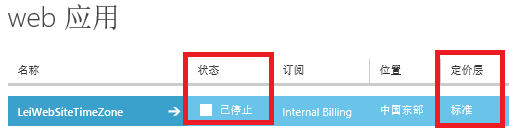 web 应用
名称 状态 订阅 位置 定价层
LeiWebSiteTimeZone 已停止 Internal Billing 中国东部 标准